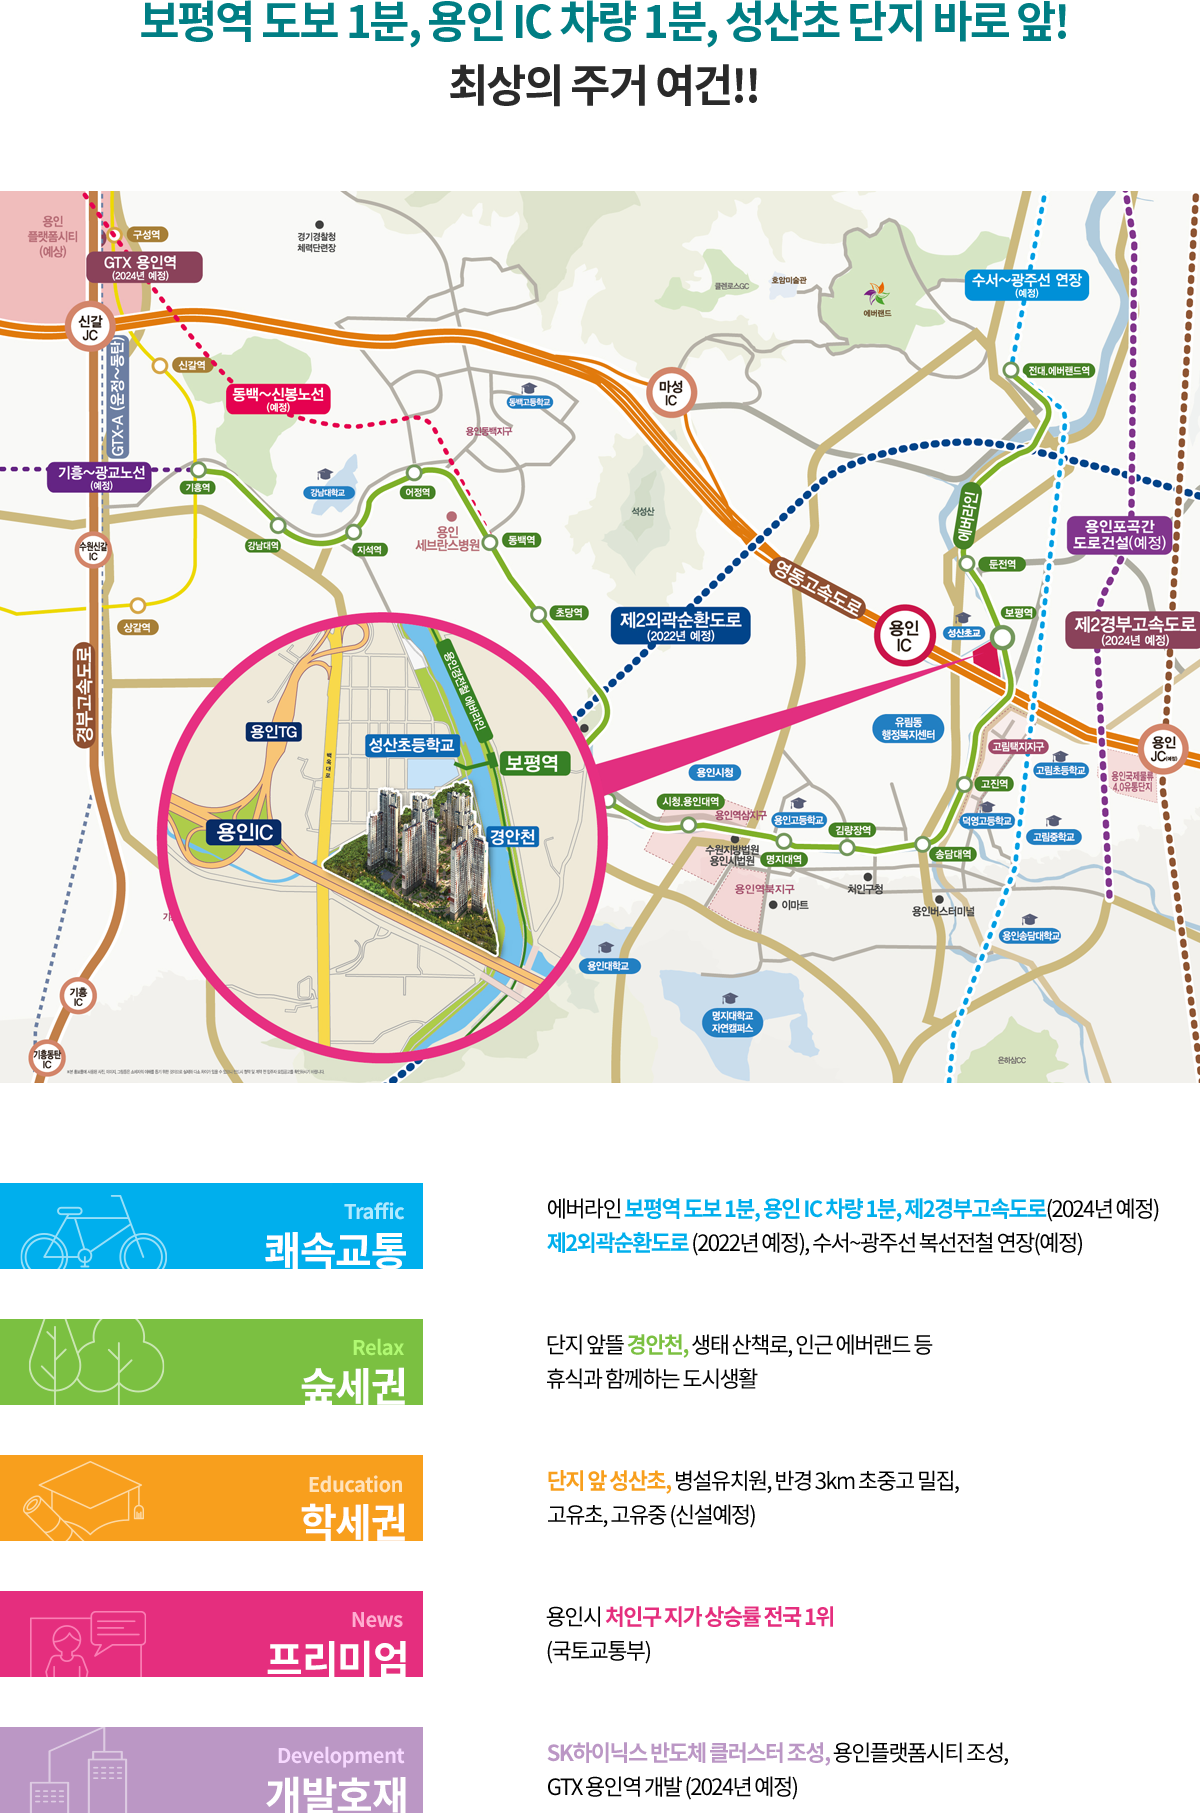 보평역 도보 1분, 용인 IC 차량 1분, 성산초 단지 바로 앞!
최상의 주거 여건!!
용인
플랫폼시티
(예상)
구성역
GTX 용인역
(2024년 예정)
경기경찰청
체력단련장
신갈
JC
신갈역
GTX-A (운정~동탄)
동백~신봉노선
(예정)
기흥~광교노선
(예정)
기흥역
강남대학교
강남대역
지석역
어정역
동백고등학교
용인동백지구
용인
세브란스병원
동백역
초당역
수원신갈
IC
상갈역
경부고속도로
기흥
IC
기흥동탄
IC
클렌로스GC
호암미술관
에버랜드
수서~광주선 연장
(예정)
마성
IC
전대.에버랜드역
석성산
에버라인
둔전역
용인포곡간
도로건설(예정)
영동고속도로
제2외곽순환도로
(2022년 예정)
용인
IC
성산초교
보평역
제2경부고속도로
(2024년 예정)
유림동
행정복지센터
고림택지지구
고림초등학교
용인
JC(예정)
용인국제물류
4.0유통단지
고진역
덕영고등학교
고림중학교
용인시청
시청.용인대역
용인역삼지구
용인고등학교
김량장역
수원지방법원
용인시법원
명지대역
송담대역
용인역북지구
이마트
처인구청
용인버스터미널
용인송담대학교
용인대학교
명지대학교
자연캠퍼스
은하삼CC
용인경전철 에버라인
용인TG
백옥대로
성산초등학교
보평역
용인IC
경안천
Traffic
쾌속교통
에버라인 보평역 도보 1분, 용인 IC 차량 1분, 제2경부고속도로(2024년 예정)
제2외곽순환도로 (2022년 예정), 수서~광주선 복선전철 연장(예정)
Relax
숲세권
단지 앞뜰 경안천, 생태 산책로, 인근 에버랜드 등
휴식과 함께하는 도시생활
Education
학세권
단지 앞 성산초, 병설유치원, 반경 3km 초중고 밀집,
고유초, 고유중 (신설예정)
News
프리미엄
용인시 처인구 지가 상승률 전국 1위
(국토교통부)
Development
개발호재
SK하이닉스 반도체 클러스터 조성, 용인플랫폼시티 조성,
GTX 용인역 개발 (2024년 예정)